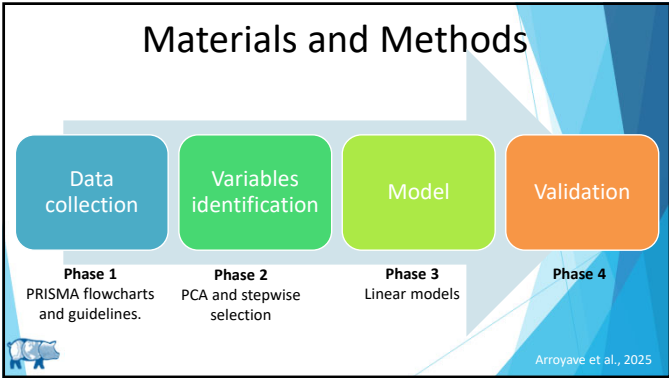 Materials and Methods
Data
collection
Variables
identification
Model
Validation
Phase 1
PRISMA flowcharts
and guidelines.
Phase 2
PCA and stepwise
selection
Phase 3
Linear models
Phase 4
Arroyave et al., 2025